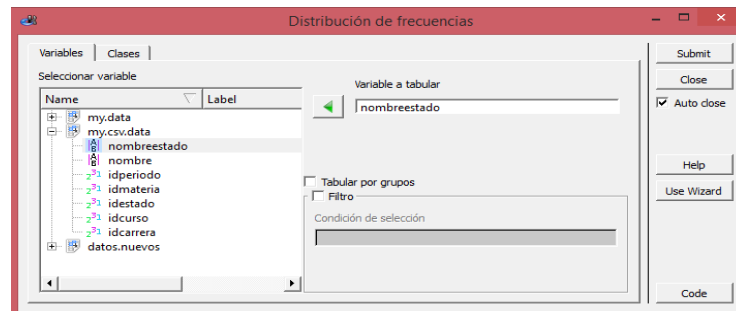 Distribución de frecuencias
Variables
Clases
Seleccionar variable
Name
Label
my.data
my.csv.data
nombreestado
nombre
idperiodo
idmateria
idestado
idcurso
idcarrera
datos.nuevos
Variable a tabular
nombreestado
Tabular por grupos
Filtro
Condición de selección
Submit
Close
Auto close
Help
Use Wizard
Code